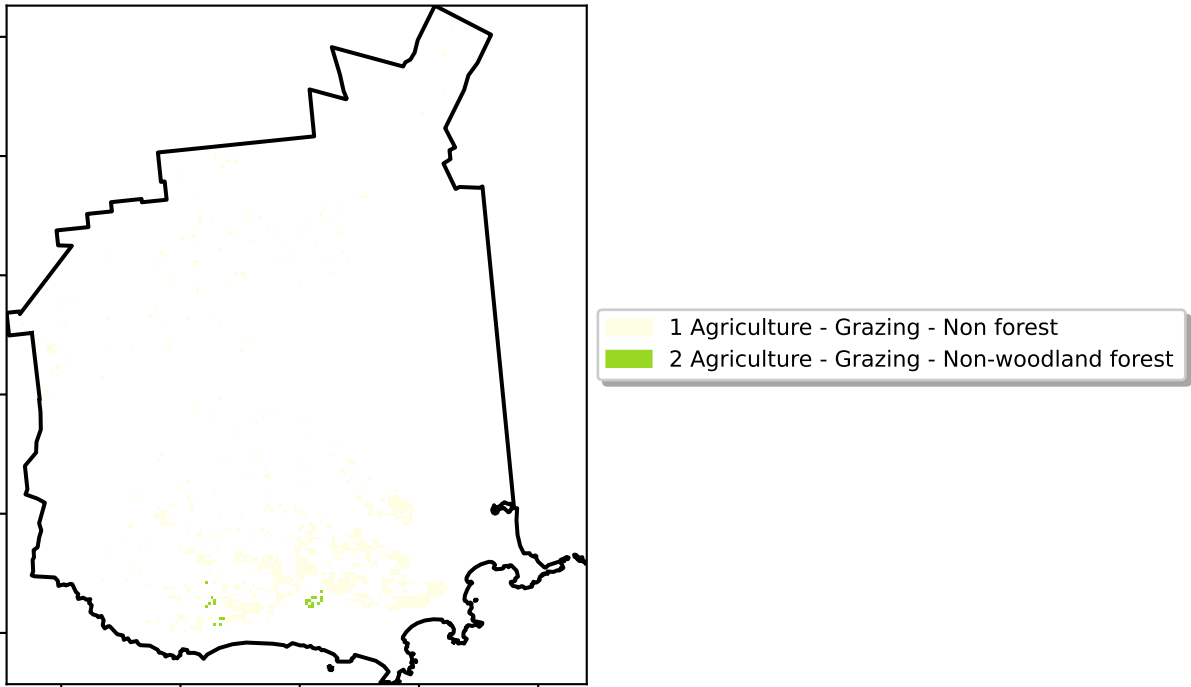 1 Agriculture - Grazing - Non forest
2 Agriculture - Grazing - Non-woodland forest